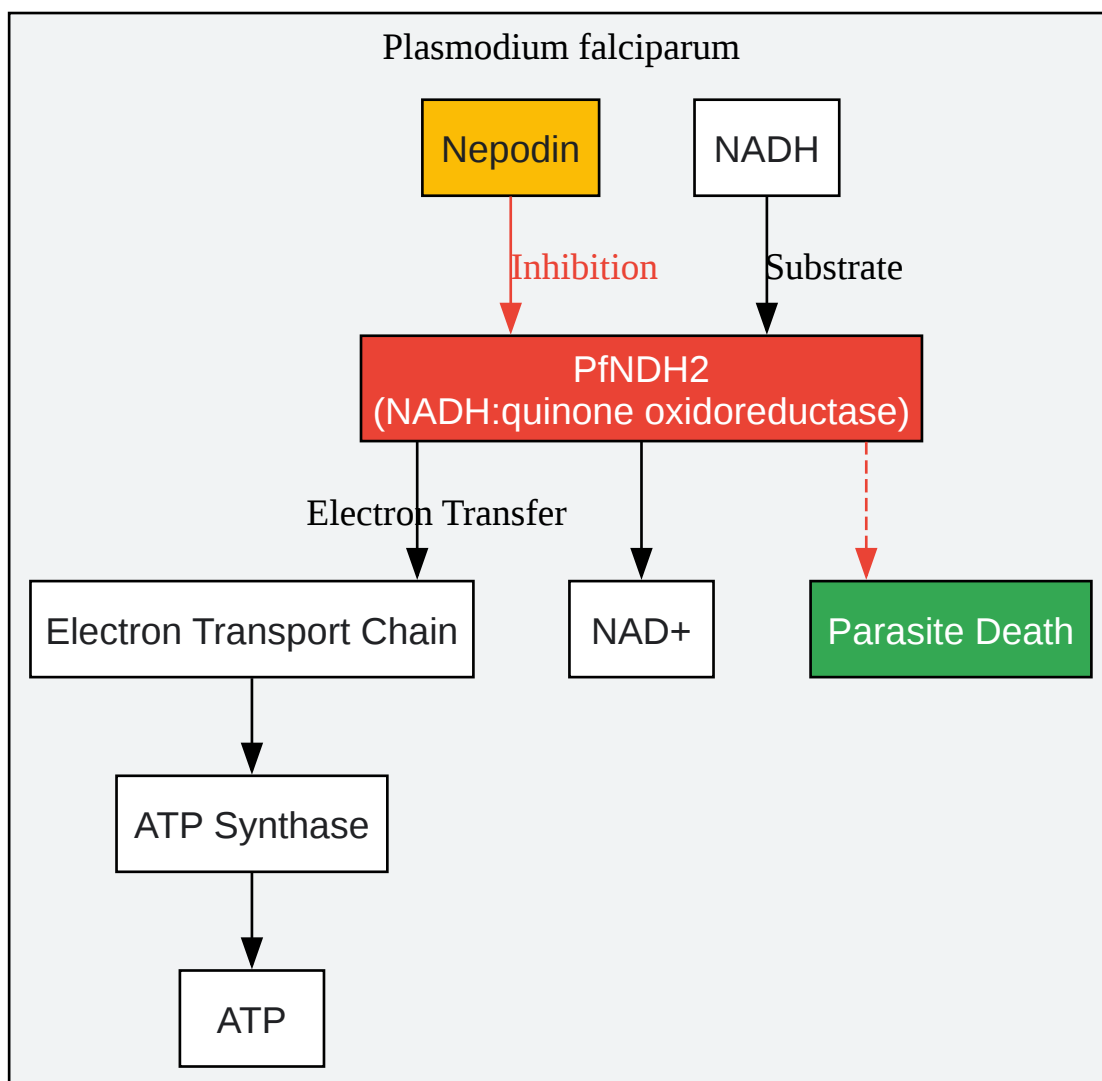 Plasmodium falciparum
Nepodin
NADH
Inhibition
Substrate
PfNDH2
(NADH:quinone oxidoreductase)
Electron Transfer
Electron Transport Chain
NAD+
Parasite Death
ATP Synthase
ATP